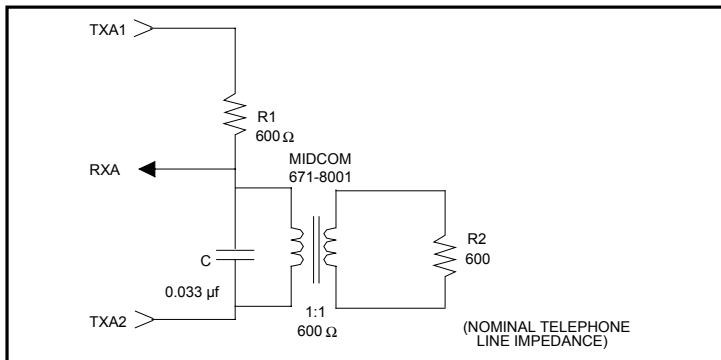 TXA1
R1
600 Ω
RXA
MIDCOM
671-8001
R2
600
C
0.033 µf
TXA2
1:1
600 Ω
(NOMINAL TELEPHONE
LINE IMPEDANCE)